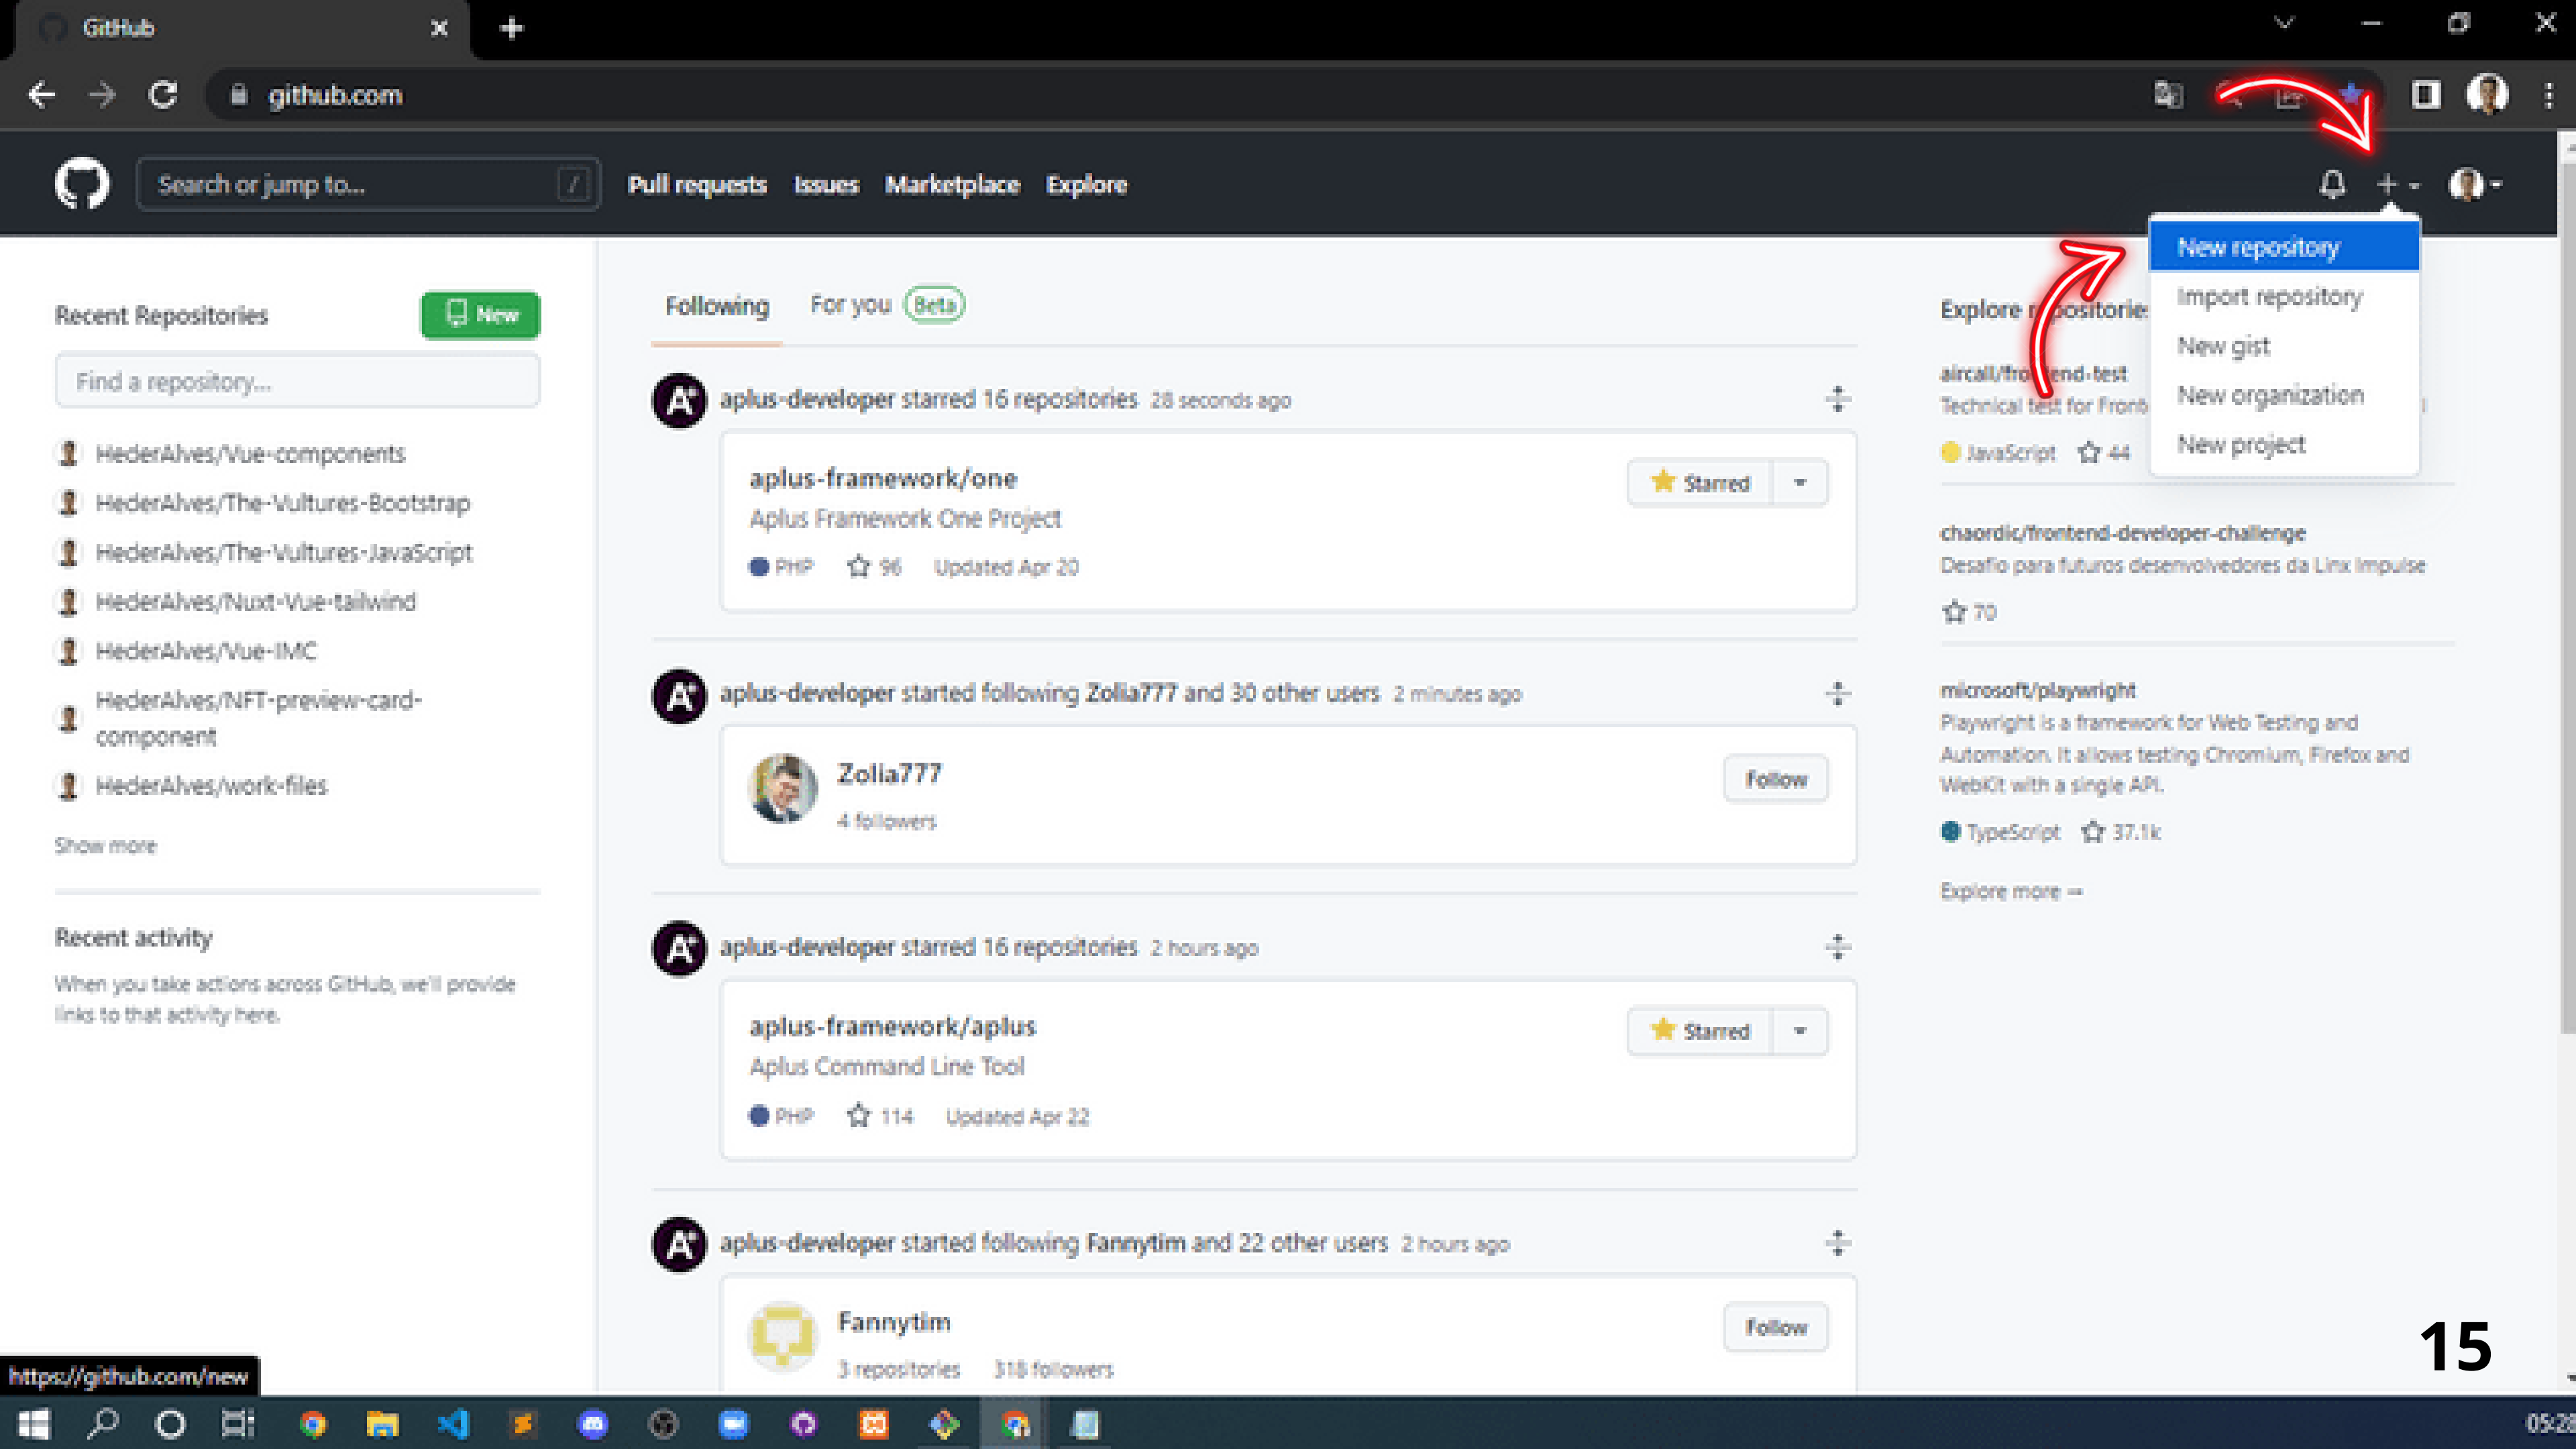 GitHub
github.com
Search or jump to...
/
Pull requests
Issues
Marketplace
Explore
New repository
Import repository
New gist
New organization
New project
Recent Repositories
New
Find a repository...
HederAlves/Vue-components
HederAlves/The-Vultures-Bootstrap
HederAlves/The-Vultures-JavaScript
HederAlves/Nuxt-Vue-tailwind
HederAlves/Vue-IMC
HederAlves/NFT-preview-card-
component
HederAlves/work-files
Show more
Recent activity
When you take actions across GitHub, we'll provide
links to that activity here.
Following
For you
Beta
aplus-developer starred 16 repositories 28 seconds ago
aplus-framework/one
Starred
Aplus Framework One Project
PHP 96 Updated Apr 20
aplus-developer started following Zolia777 and 30 other users 2 minutes ago
Zolia777
Follow
4 followers
aplus-developer starred 16 repositories 2 hours ago
aplus-framework/aplus
Starred
Aplus Command Line Tool
PHP 114 Updated Apr 22
aplus-developer started following Fannytim and 22 other users 2 hours ago
Fannytim
Follow
3 repositories 318 followers
Explore repositories
aircall/frontend-test
Technical test for Front
JavaScript 44
chaordic/frontend-developer-challenge
Desafio para futuros desenvolvedores da Linx Impulse
70
microsoft/playwright
Playwright is a framework for Web Testing and
Automation. It allows testing Chromium, Firefox and
WebKit with a single API.
TypeScript 37.1k
Explore more →
15
https://github.com/new
05:28